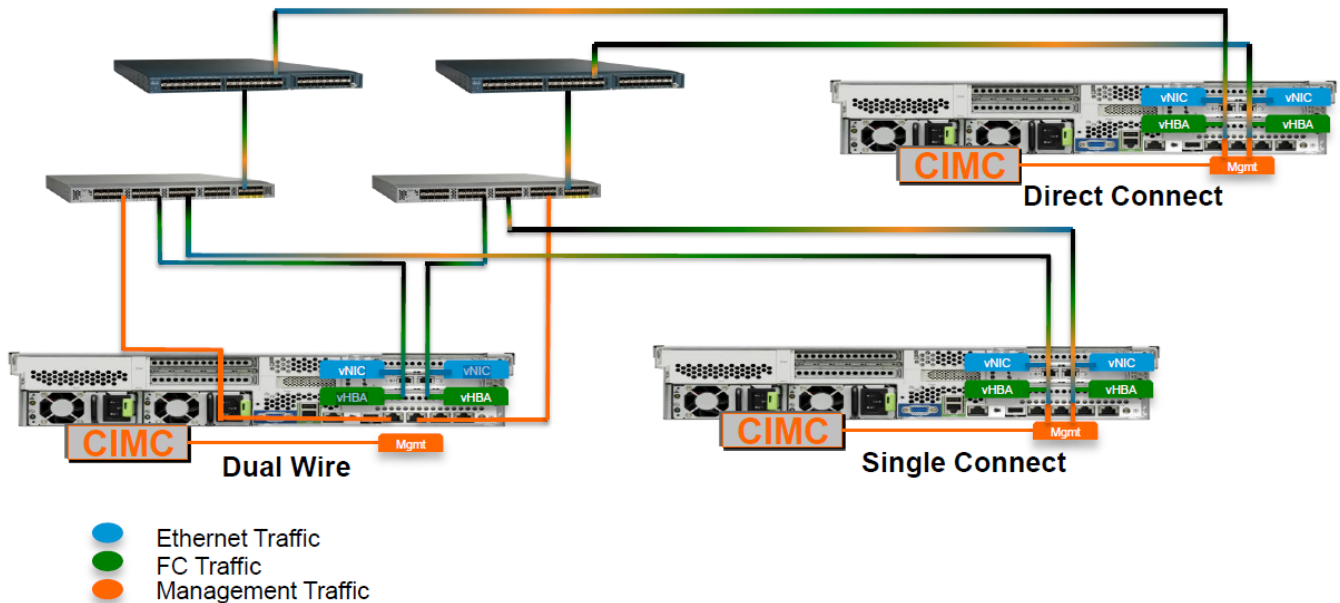 vNIC
vNIC
vHBA
vHBA
CIMC
Mgmt
Direct Connect
vNIC
vNIC
vHBA
vHBA
CIMC
Mgmt
Dual Wire
vNIC
vNIC
vHBA
vHBA
CIMC
Mgmt
Single Connect
Ethernet Traffic
FC Traffic
Management Traffic